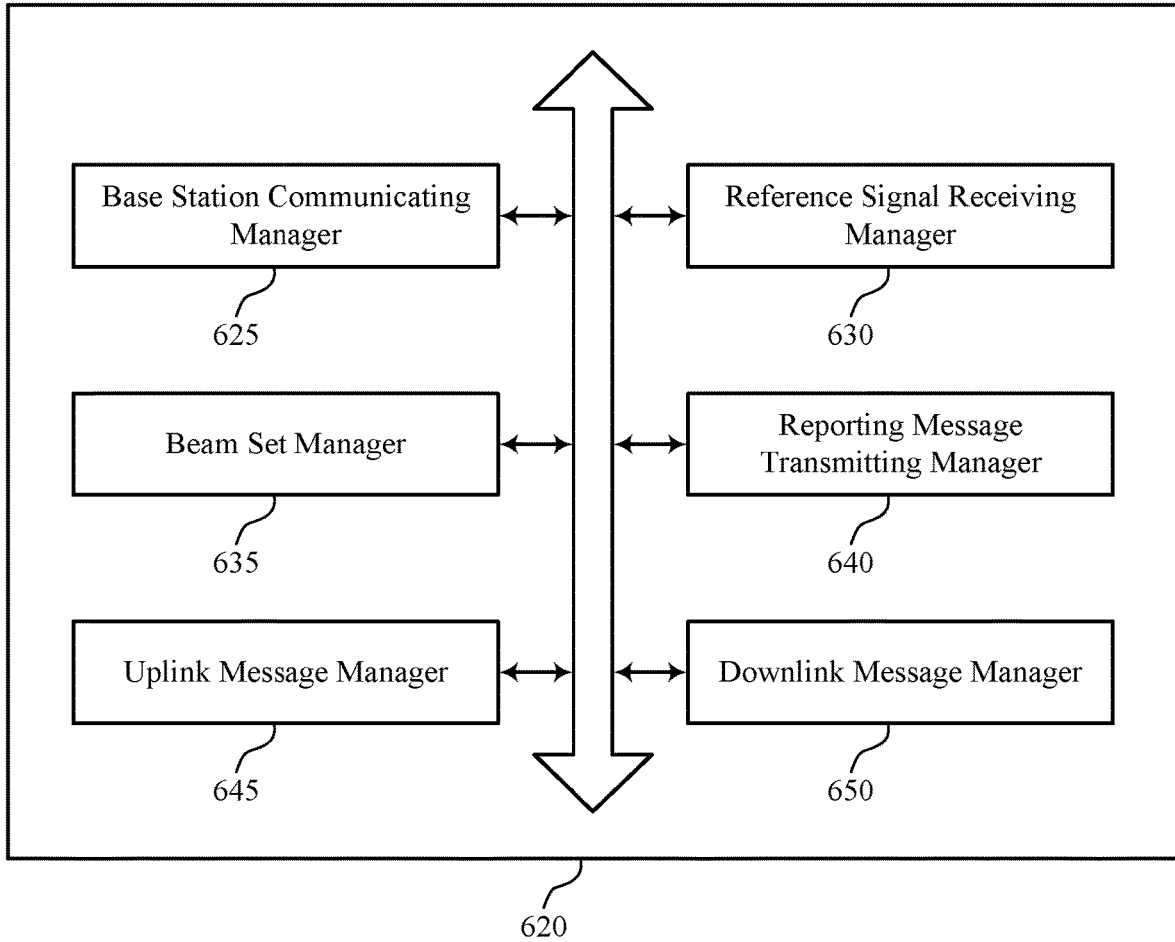 Base Station Communicating
Manager
625
Reference Signal Receiving
Manager
630
Beam Set Manager
635
Reporting Message
Transmitting Manager
640
Uplink Message Manager
645
Downlink Message Manager
650
620